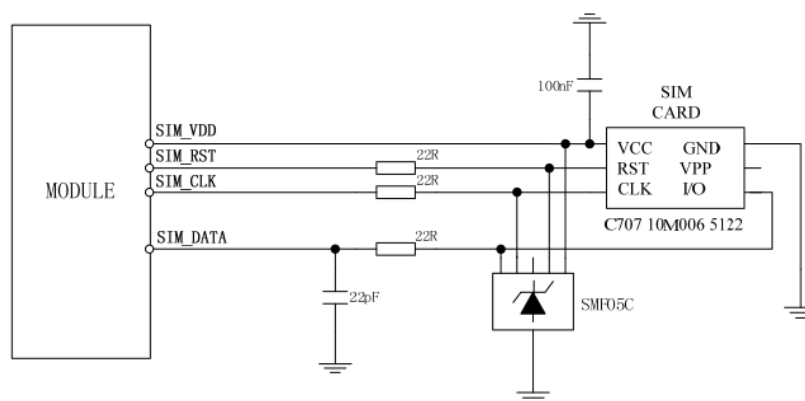 100nF
SIM
CARD
SIM_VDD
SIM_RST
22R
VCC GND
RST VPP
SIM_CLK
22R
CLK I/O
MODULE
C707 10M006 5122
SIM_DATA
22R
22pF
SMF05C